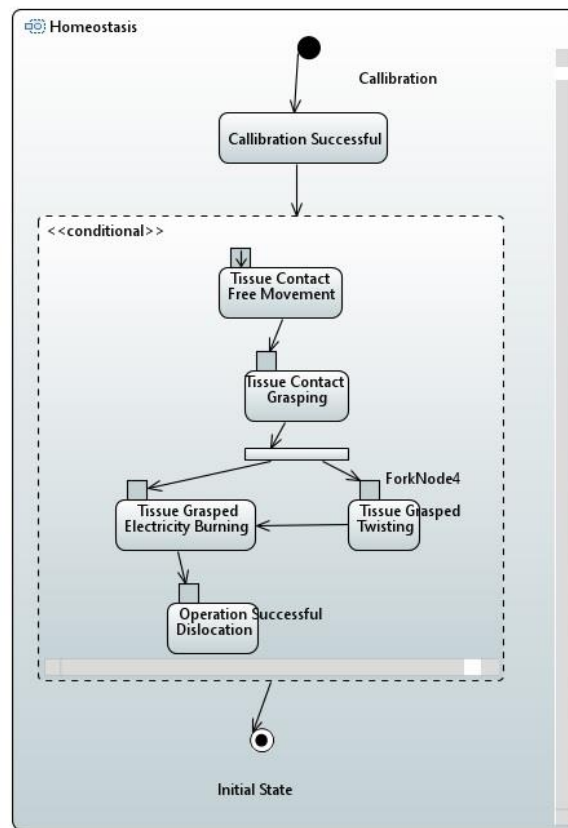 Homeostasis
Callibration
Callibration Successful
<<conditional>>
Tissue Contact
Free Movement
Tissue Contact
Grasping
ForkNode4
Tissue Grasped
Electricity Burning
Tissue Grasped
Twisting
Operation Successful
Dislocation
Initial State